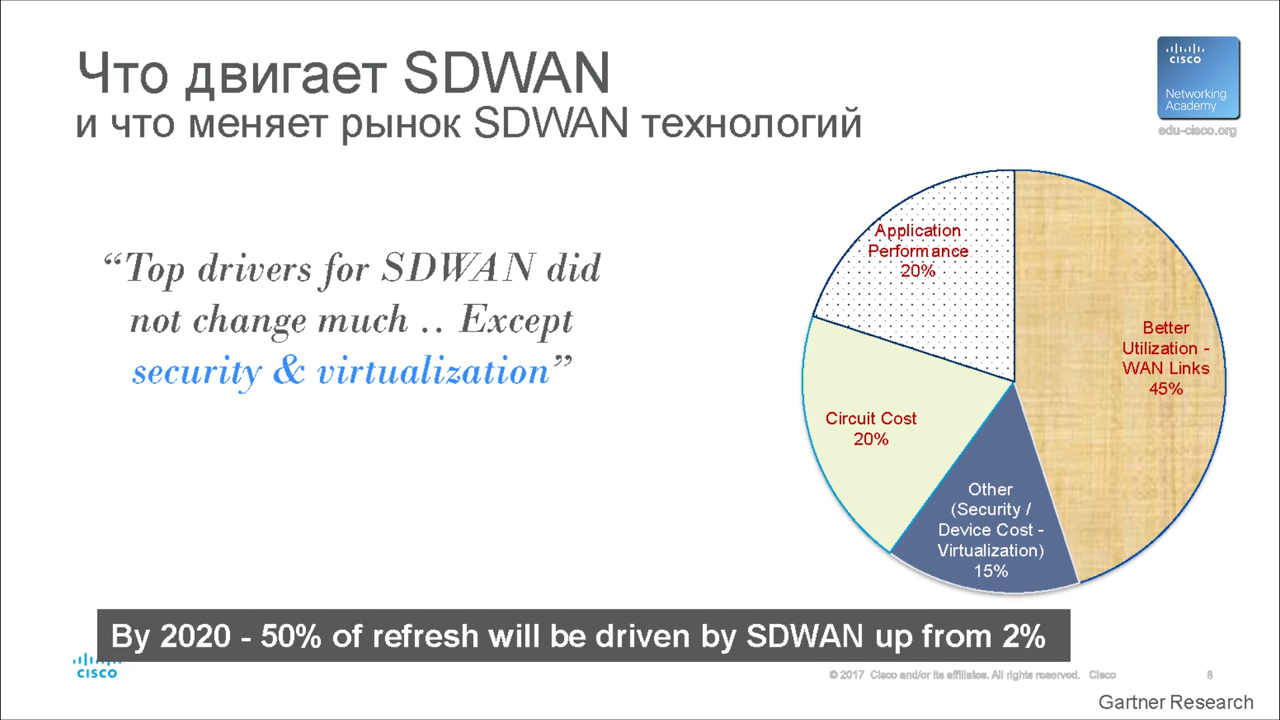 Что двигает SDWAN
и что меняет рынок SDWAN технологий
cisco
Networking
Academy
edu-cisco.org
“Top drivers for SDWAN did
not change much .. Except
security & virtualization”
Application
Performance
20%
Better
Utilization -
WAN Links
45%
Circuit Cost
20%
Other
(Security /
Device Cost -
Virtualization)
15%
By 2020 - 50% of refresh will be driven by SDWAN up from 2%
cisco
© 2017 Cisco and/or its affiliates. All rights reserved. Cisco
8
Gartner Research